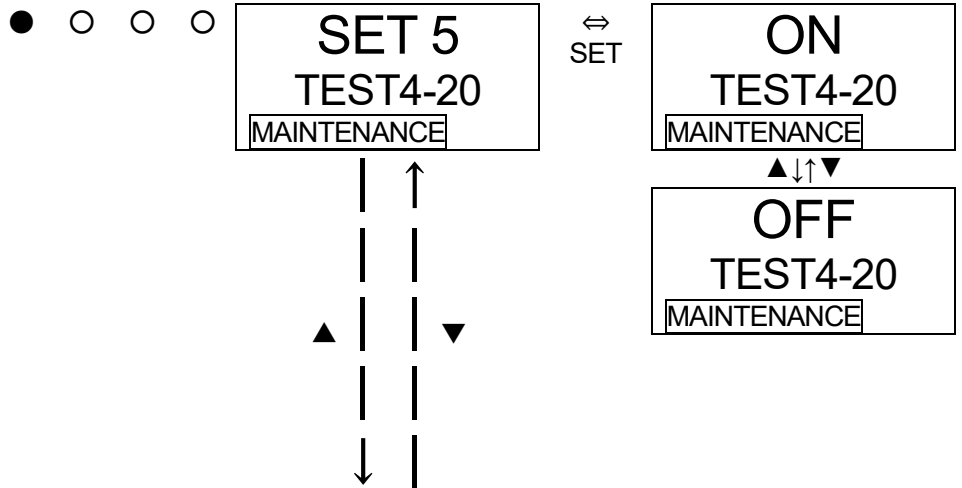 ● ○ ○ ○
SET 5
TEST4-20
MAINTENANCE
⇔
SET
ON
TEST4-20
MAINTENANCE
▲↓↑▼
OFF
TEST4-20
MAINTENANCE
▲ ▼